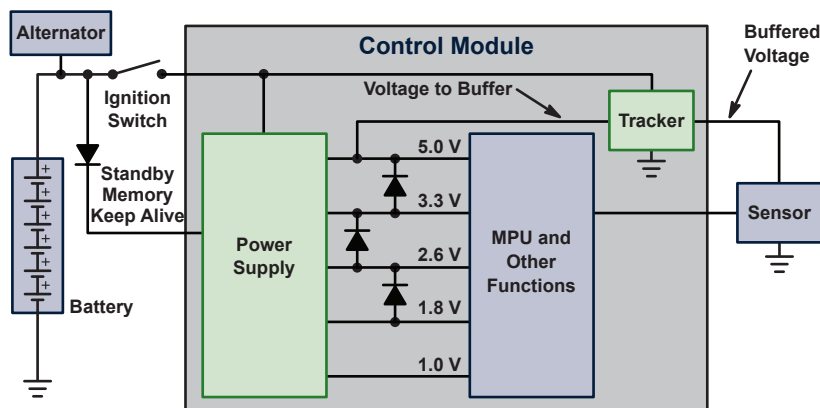 Alternator
Control Module
Buffered
Voltage
Ignition
Switch
Voltage to Buffer
Tracker
Standby
Memory
Keep Alive
Power
Supply
5.0 V
3.3 V
2.6 V
1.8 V
1.0 V
MPU and
Other
Functions
Sensor
Battery
+
+
+
+
+
+